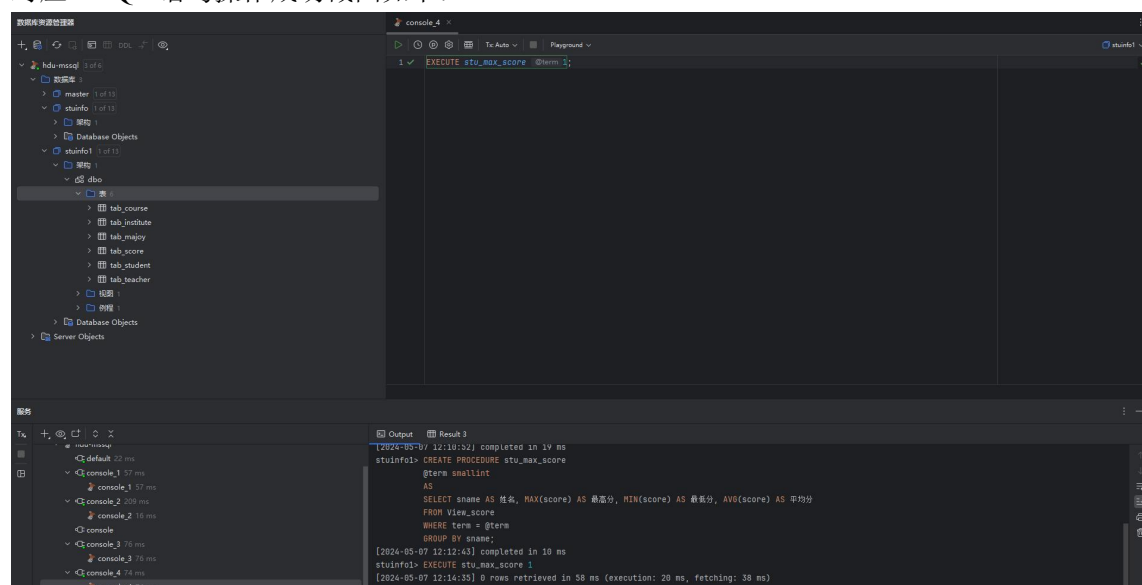 数据库资源管理器
console_4
DDL
Tx: Auto
Playground
stuinfo1
hdu-mssql 1 of 6
数据库 3
master 1 of 13
stuinfo 1 of 13
架构 1
Database Objects
stuinfo1 1 of 13
架构 1
dbo
表 6
tab_course
tab_institute
tab_majoy
tab_score
tab_student
tab_teacher
视图 1
例程 1
Database Objects
Server Objects
1 EXECUTE stu_max_score @term 1;
服务
Tx
default 22 ms
console_1 57 ms
console_1 57 ms
console_2 209 ms
console_2 16 ms
console
console_3 76 ms
console_3 76 ms
console_4 74 ms
Output Result 3
[2024-05-07 12:10:52] completed in 19 ms
stuinfo1> CREATE PROCEDURE stu_max_score
@term smallint
AS
SELECT sname AS 姓名, MAX(score) AS 最高分, MIN(score) AS 最低分, AVG(score) AS 平均分
FROM View_score
WHERE term = @term
GROUP BY sname;
[2024-05-07 12:12:43] completed in 10 ms
stuinfo1> EXECUTE stu_max_score 1
[2024-05-07 12:14:35] 0 rows retrieved in 58 ms (execution: 20 ms, fetching: 38 ms)